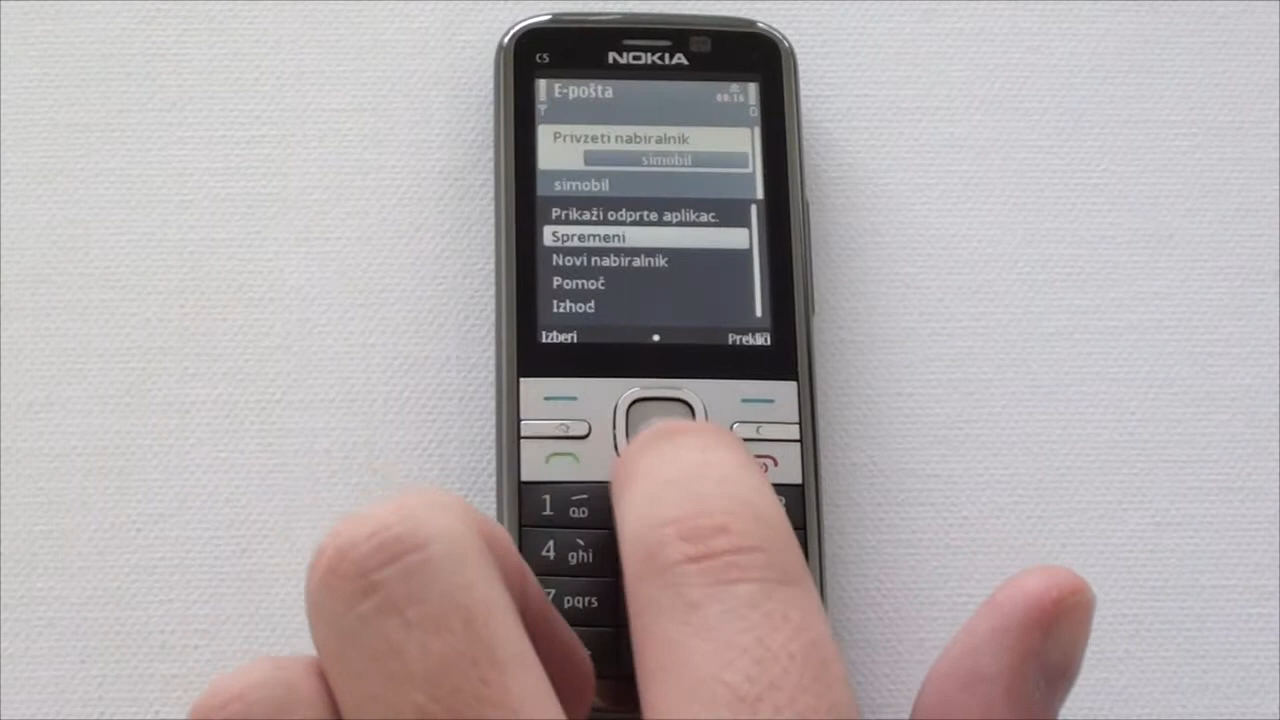 C5
NOKIA
E-pošta
00:16
Privzeti nabiralnik
simobil
simobil
Prikaži odprte aplikac.
Spremeni
Novi nabiralnik
Pomoč
Izhod
Izberi
Prekliči
1
4 ghi
7 pqrs